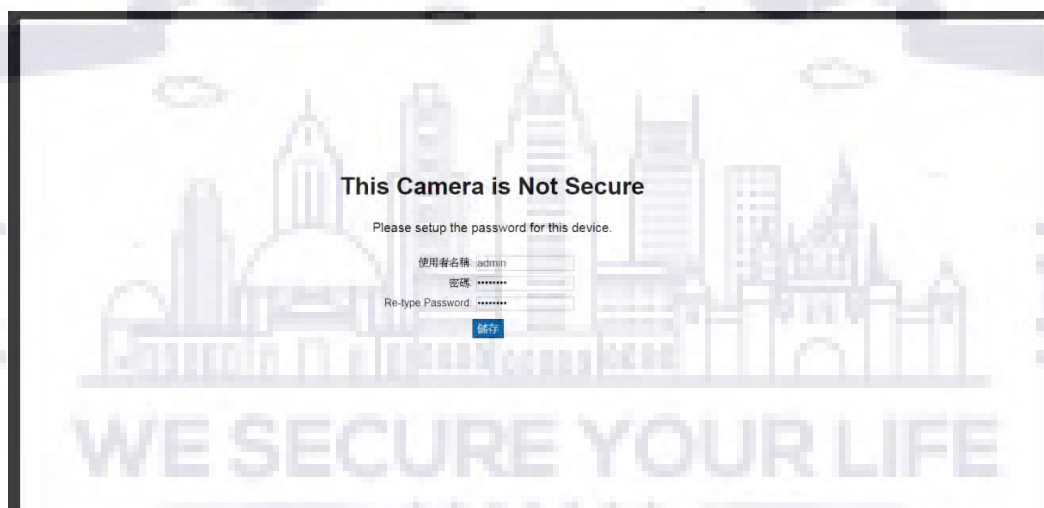 This Camera is Not Secure
Please setup the password for this device.
使用者名稱: admin
密碼: ••••••••
Re-type Password: ••••••••
儲存
WE SECURE YOUR LIFE